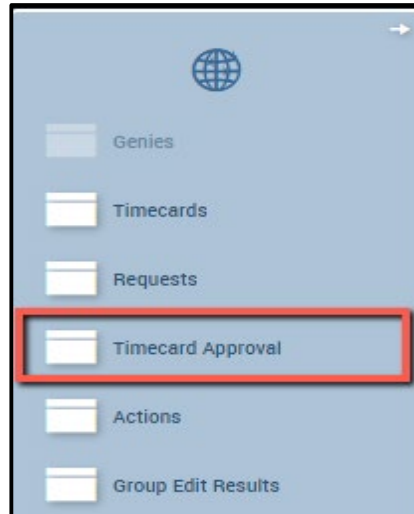 Genies
Timecards
Requests
Timecard Approval
Actions
Group Edit Results